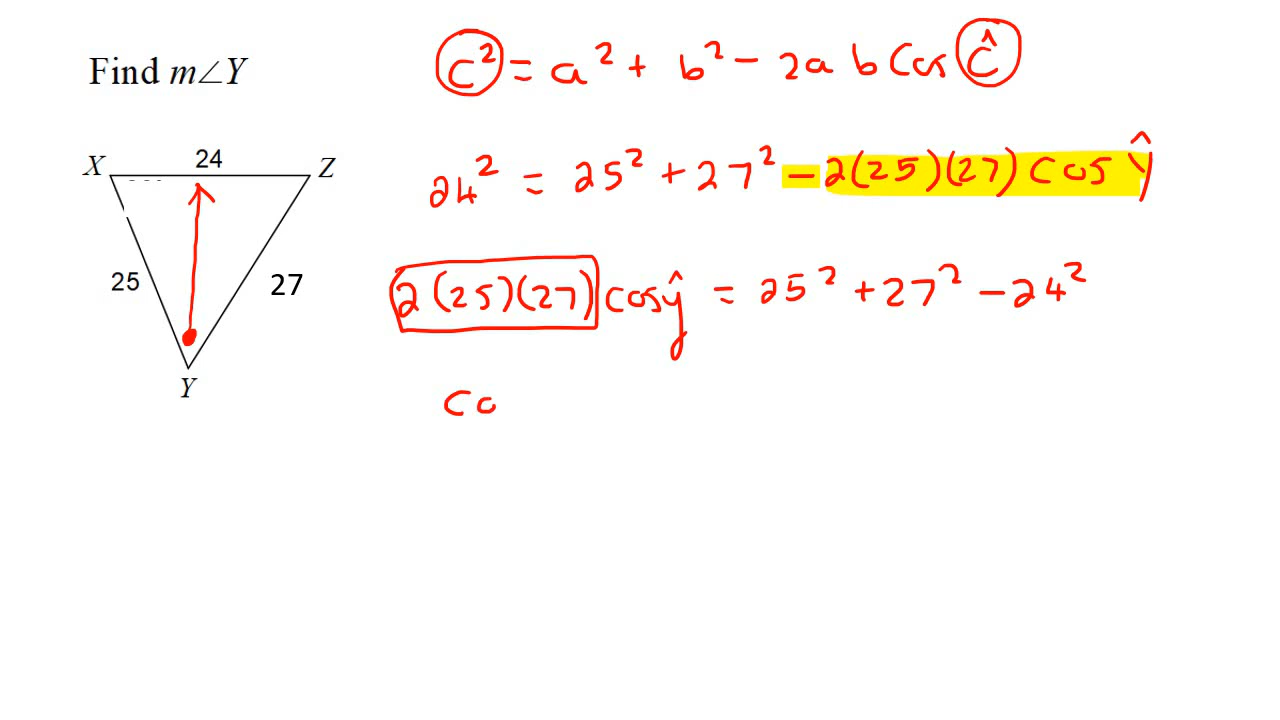 Find m∠Y
c² = a² + b² - 2ab Cos Ĉ
X 24 Z
24² = 25² + 27² - 2(25)(27) Cos ŷ
25 27
2(25)(27) cos ŷ = 25² + 27² - 24²
Y
Co